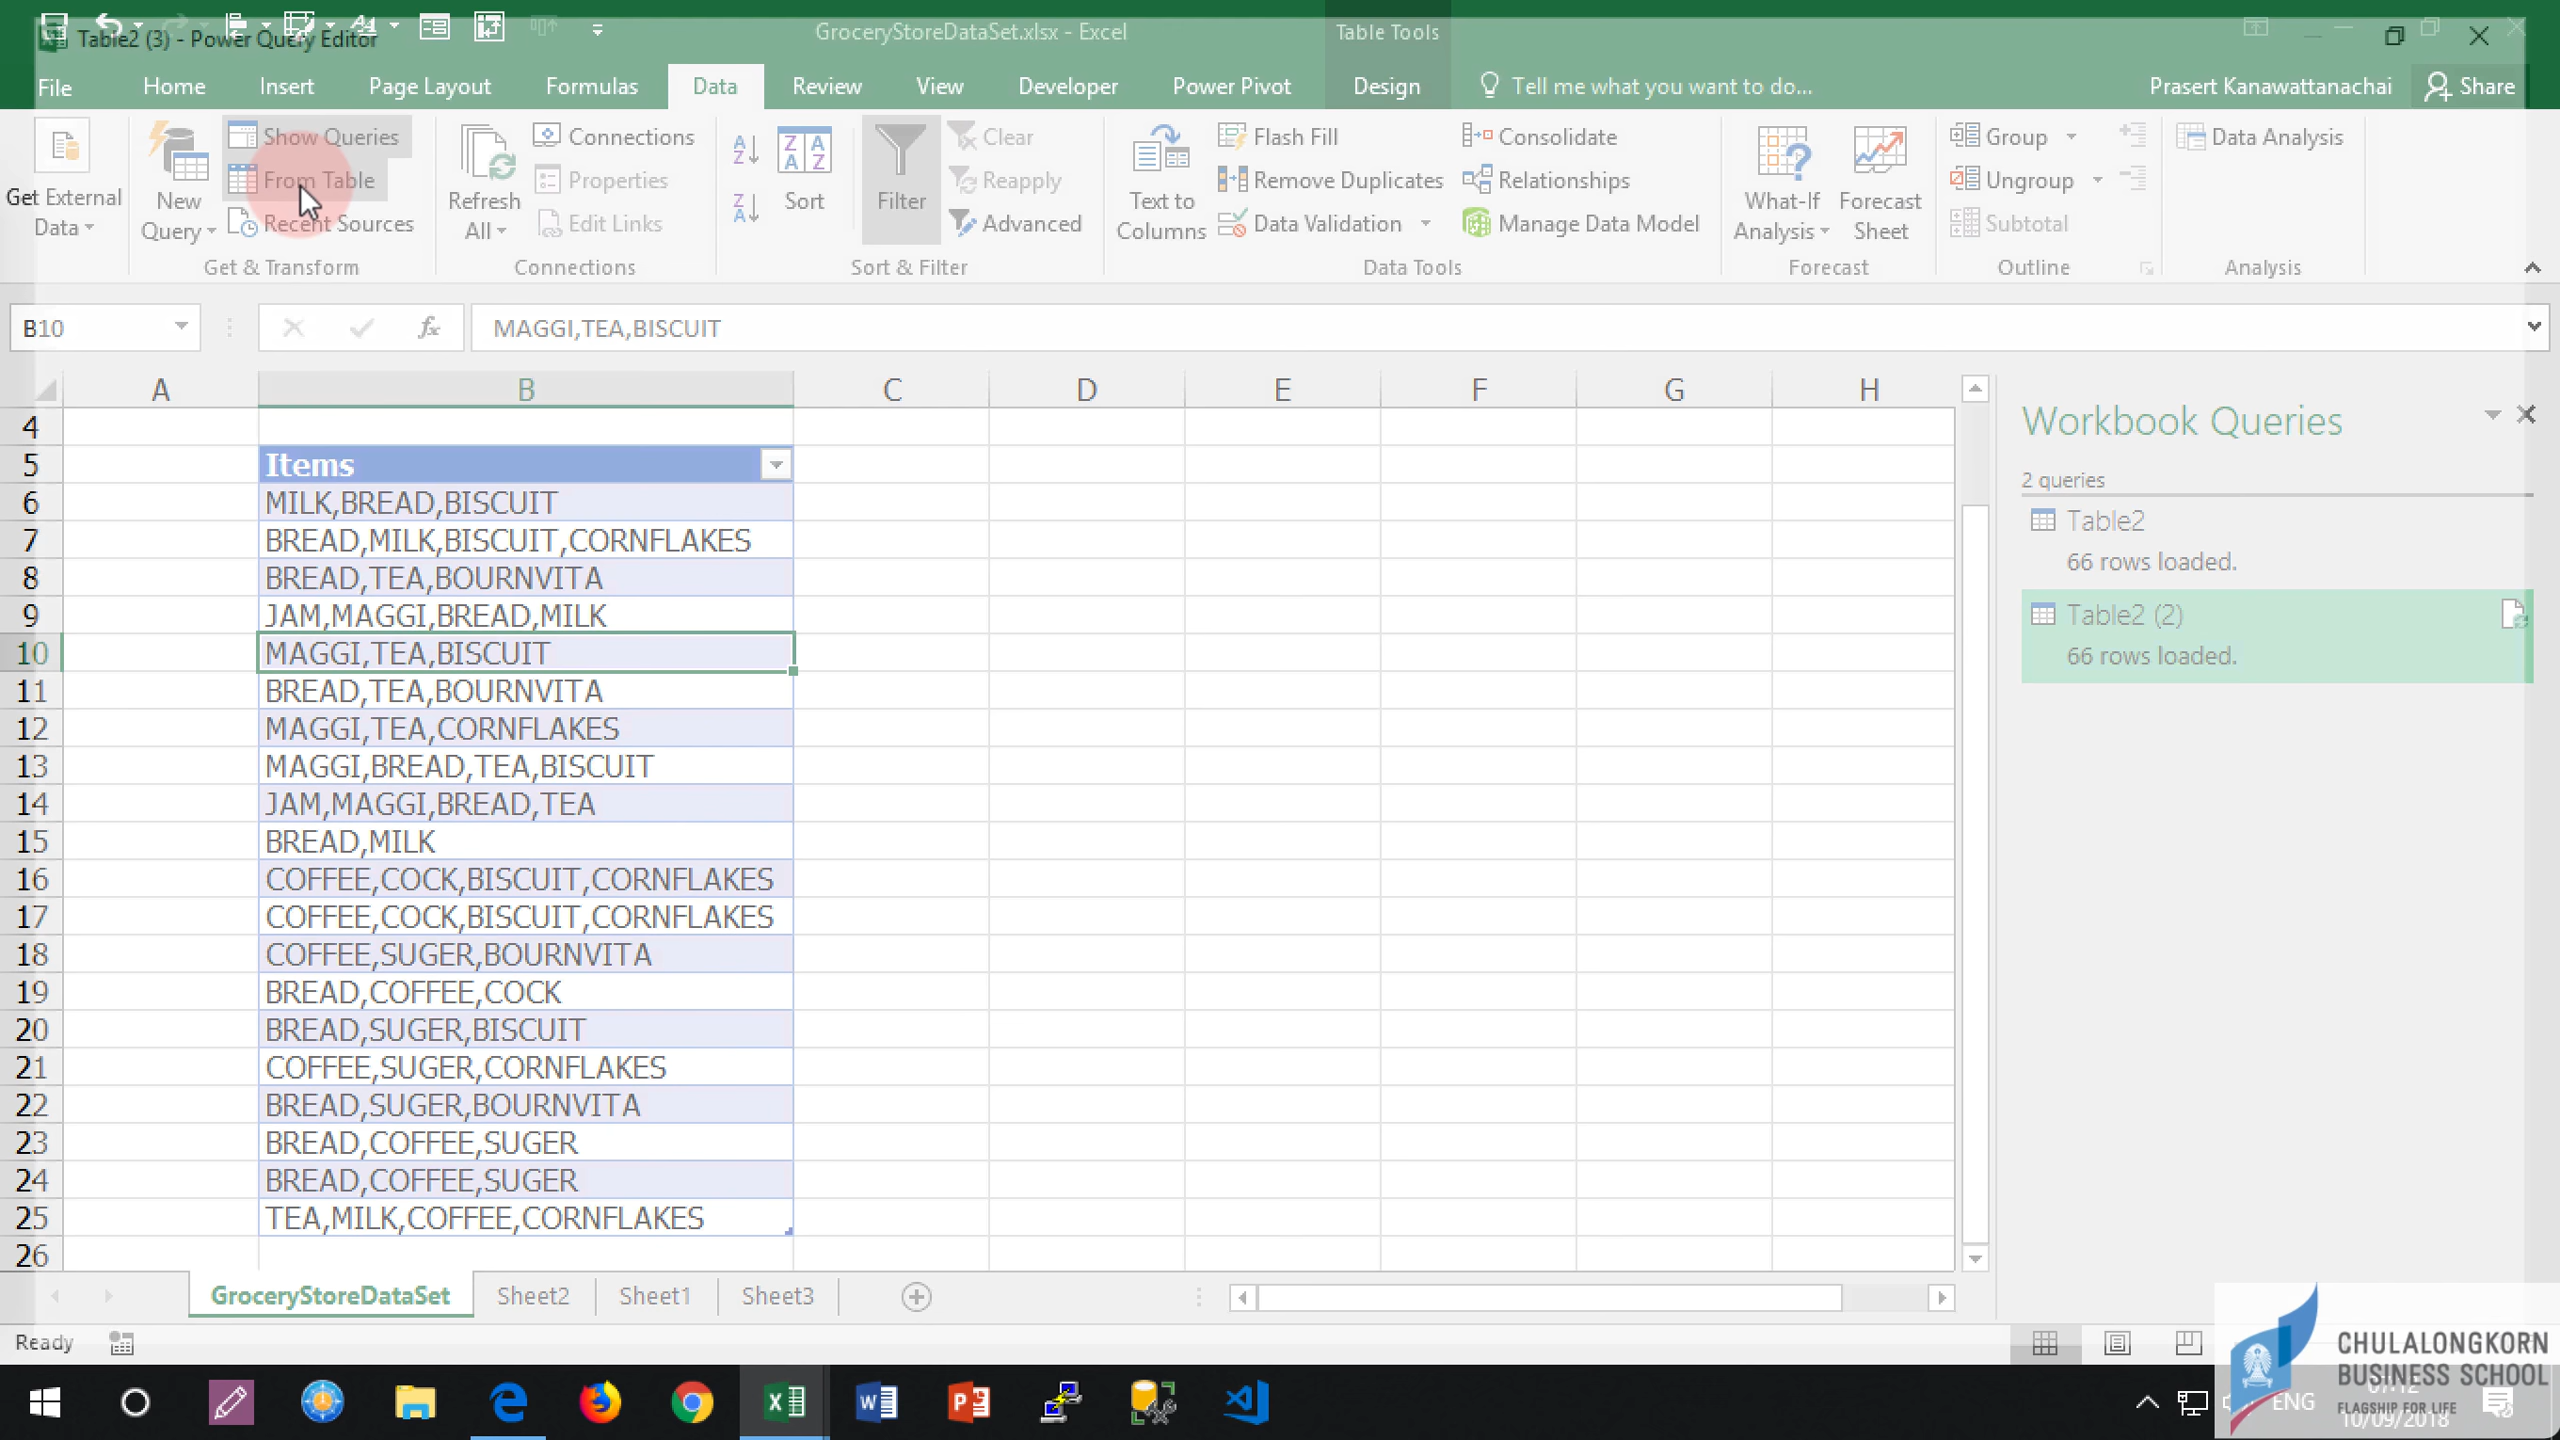 Table2 (3) - Power Query Editor
GroceryStoreDataSet.xlsx - Excel
Table Tools
File
Home
Insert
Page Layout
Formulas
Data
Review
View
Developer
Power Pivot
Design
Tell me what you want to do...
Prasert Kanawattanachai
Share
Get External
Data
New
Query
Show Queries
From Table
Recent Sources
Get & Transform
Refresh
All
Connections
Properties
Edit Links
Connections
Sort
Filter
Clear
Reapply
Advanced
Sort & Filter
Text to
Columns
Flash Fill
Remove Duplicates
Data Validation
Consolidate
Relationships
Manage Data Model
Data Tools
What-If
Analysis
Forecast
Sheet
Forecast
Group
Ungroup
Subtotal
Outline
Data Analysis
Analysis
B10
fx
MAGGI,TEA,BISCUIT
A B C D E F G H
4
5 Items
6 MILK,BREAD,BISCUIT
7 BREAD,MILK,BISCUIT,CORNFLAKES
8 BREAD,TEA,BOURNVITA
9 JAM,MAGGI,BREAD,MILK
10 MAGGI,TEA,BISCUIT
11 BREAD,TEA,BOURNVITA
12 MAGGI,TEA,CORNFLAKES
13 MAGGI,BREAD,TEA,BISCUIT
14 JAM,MAGGI,BREAD,TEA
15 BREAD,MILK
16 COFFEE,COCK,BISCUIT,CORNFLAKES
17 COFFEE,COCK,BISCUIT,CORNFLAKES
18 COFFEE,SUGER,BOURNVITA
19 BREAD,COFFEE,COCK
20 BREAD,SUGER,BISCUIT
21 COFFEE,SUGER,CORNFLAKES
22 BREAD,SUGER,BOURNVITA
23 BREAD,COFFEE,SUGER
24 BREAD,COFFEE,SUGER
25 TEA,MILK,COFFEE,CORNFLAKES
26
Workbook Queries
2 queries
Table2
66 rows loaded.
Table2 (2)
66 rows loaded.
GroceryStoreDataSet
Sheet2
Sheet1
Sheet3
Ready
CHULALONGKORN
BUSINESS SCHOOL
FLAGSHIP FOR LIFE
ENG
07:12
10/09/2018